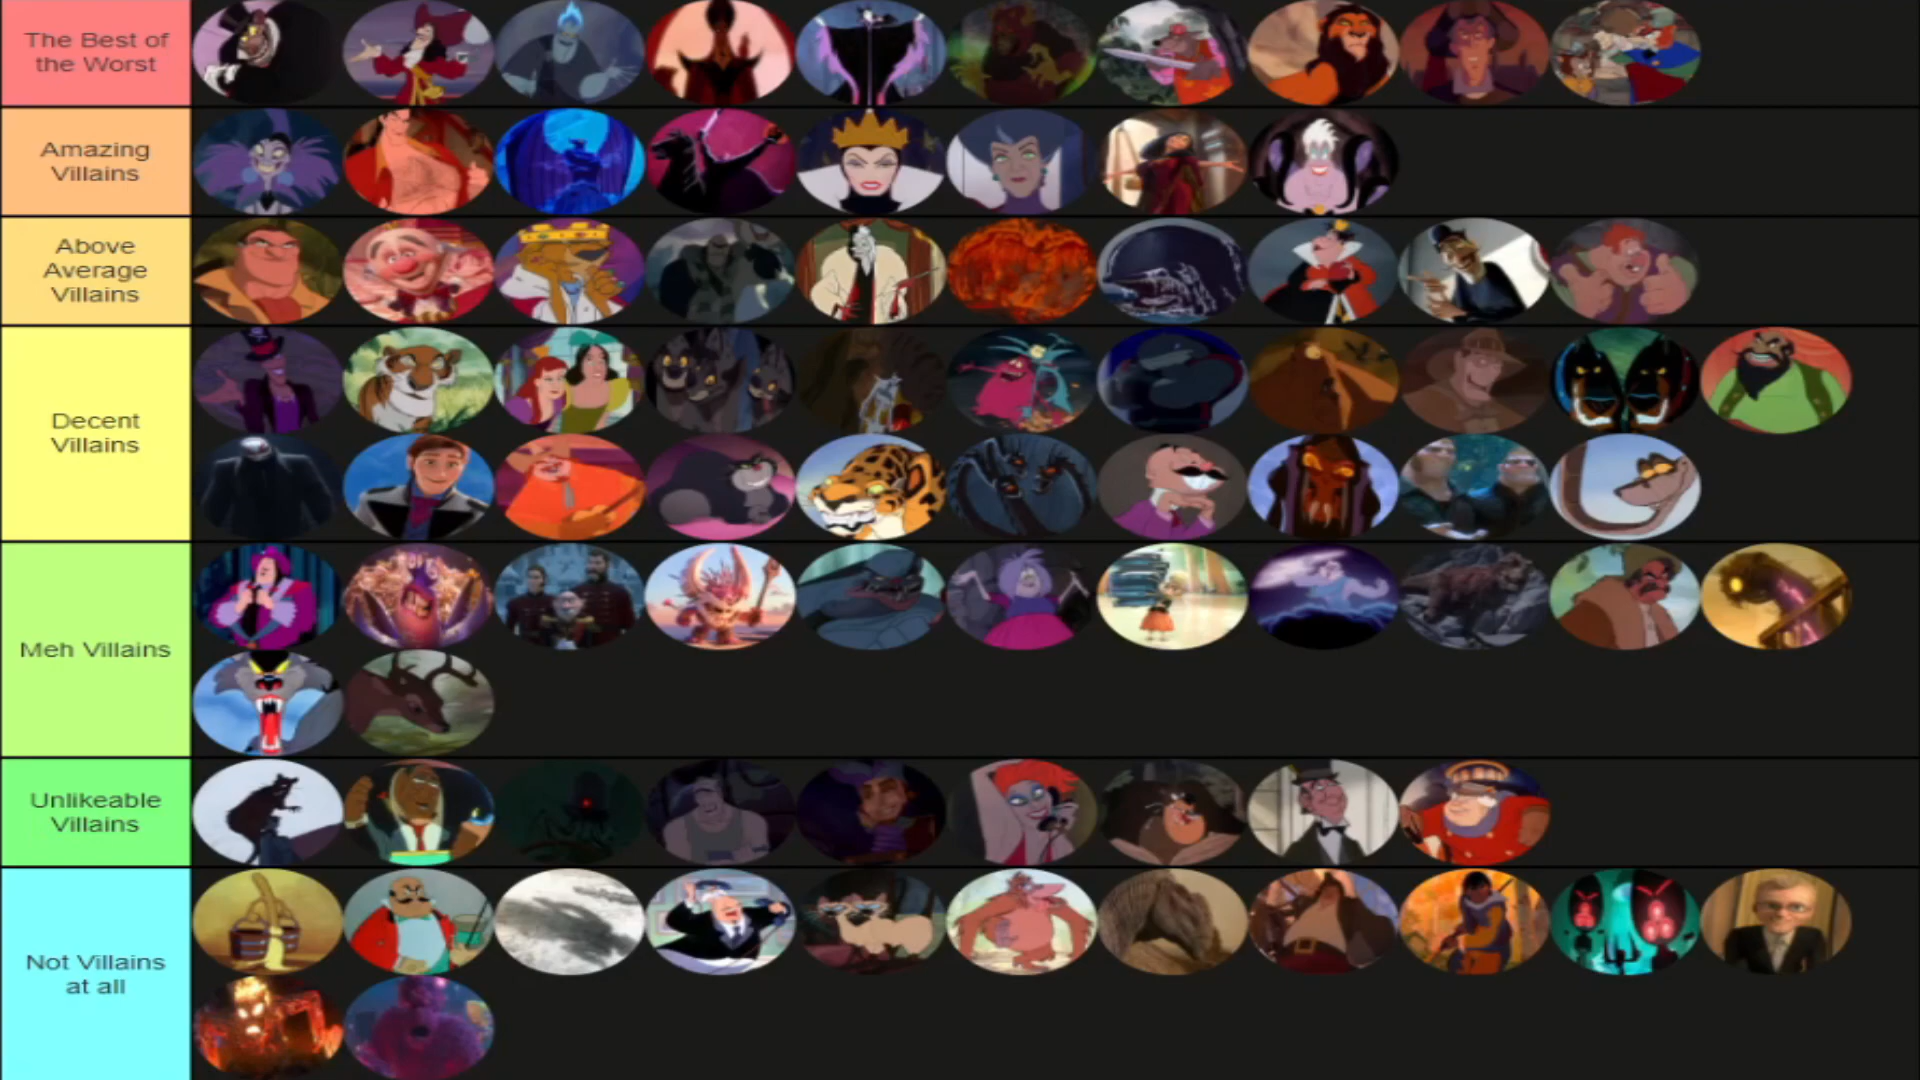 The Best of
the Worst
Amazing
Villains
Above
Average
Villains
Decent
Villains
Meh Villains
Unlikeable
Villains
Not Villains
at all